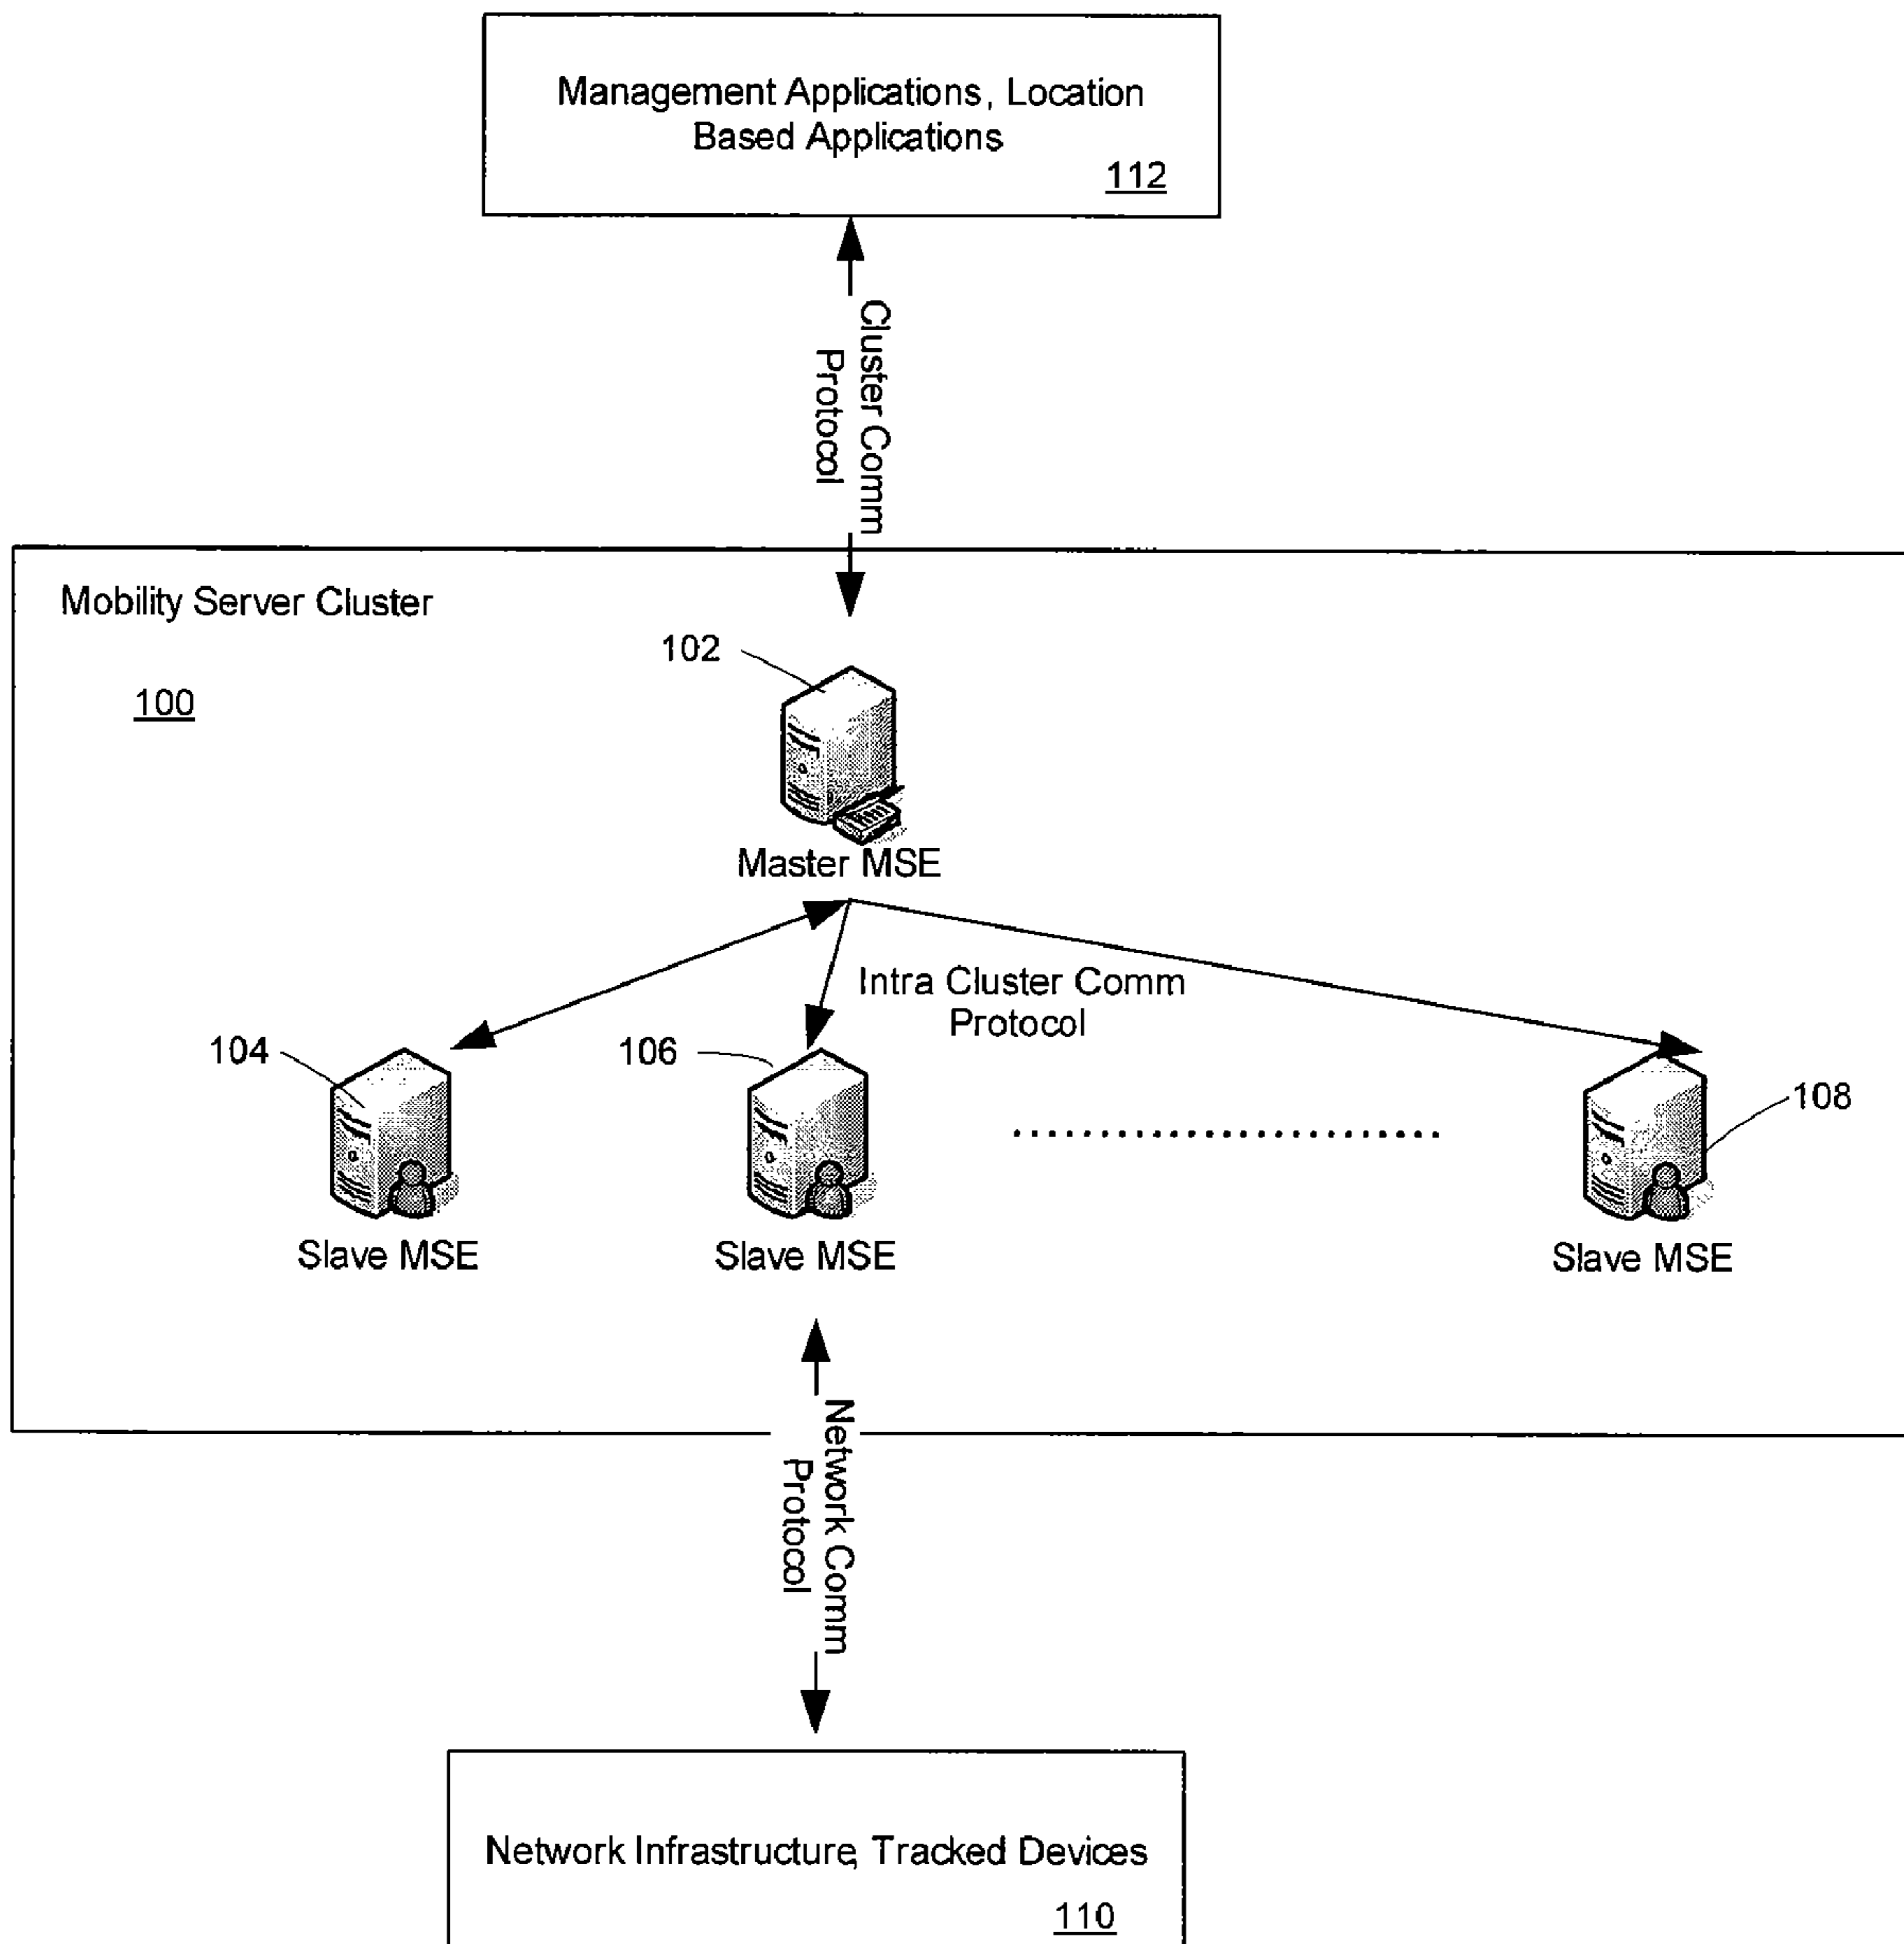 Management Applications, Location
Based Applications
112
Cluster Comm
Protocol
Mobility Server Cluster
100
102
Master MSE
Intra Cluster Comm
Protocol
104
106
108
Slave MSE
Slave MSE
Slave MSE
Network Comm
Protocol
Network Infrastructure, Tracked Devices
110